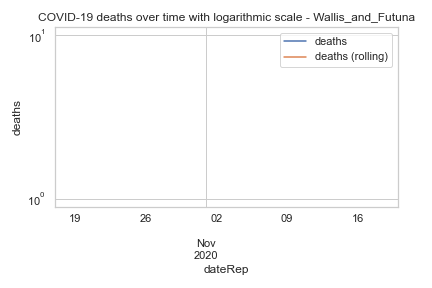 COVID-19 deaths over time with logarithmic scale - Wallis_and_Futuna
10¹
deaths
deaths (rolling)
deaths
10⁰
19 26 02 09 16
Nov
2020
dateRep